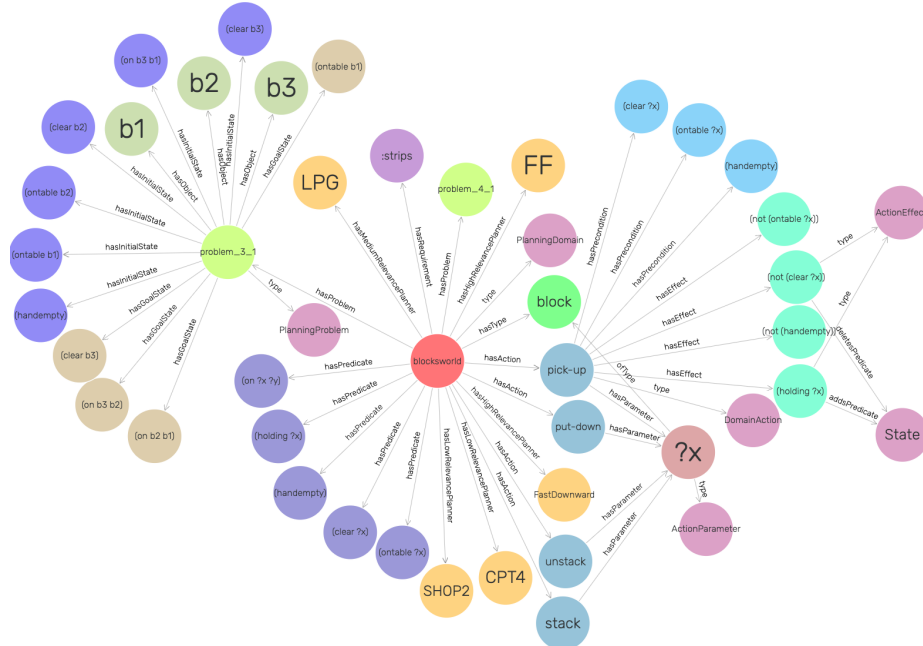 (clear b3)
(on b3 b1)
b2
b3
(ontable b1)
b1
(clear b2)
(ontable b2)
(ontable b1)
(handempty)
(clear b3)
(on b3 b2)
(on b2 b1)
problem_3_1
hasInitialState
hasInitialState
hasInitialState
hasInitialState
hasInitialState
hasInitialState
hasObject
hasObject
hasObject
hasGoalState
hasGoalState
hasGoalState
hasGoalState
type
PlanningProblem
hasProblem
LPG
:strips
problem_4_1
FF
PlanningDomain
block
hasMediumRelevancePlanner
hasRequirement
hasProblem
hasHighRelevancePlanner
type
hasType
blocksworld
hasAction
pick-up
hasAction
put-down
hasHighRelevancePlanner
FastDownward
hasAction
unstack
hasAction
stack
hasLowRelevancePlanner
CPT4
hasLowRelevancePlanner
SHOP2
hasPredicate
(on ?x ?y)
hasPredicate
(holding ?x)
hasPredicate
(handempty)
hasPredicate
(clear ?x)
hasPredicate
(ontable ?x)
(clear ?x)
(ontable ?x)
(handempty)
hasPrecondition
hasPrecondition
hasPrecondition
(not (ontable ?x))
(not (clear ?x))
(not (handempty))
(holding ?x)
hasEffect
hasEffect
hasEffect
hasEffect
type
type
ActionEffect
deletesPredicate
addsPredicate
State
type
DomainAction
ofType
hasParameter
hasParameter
hasParameter
hasParameter
?x
type
ActionParameter